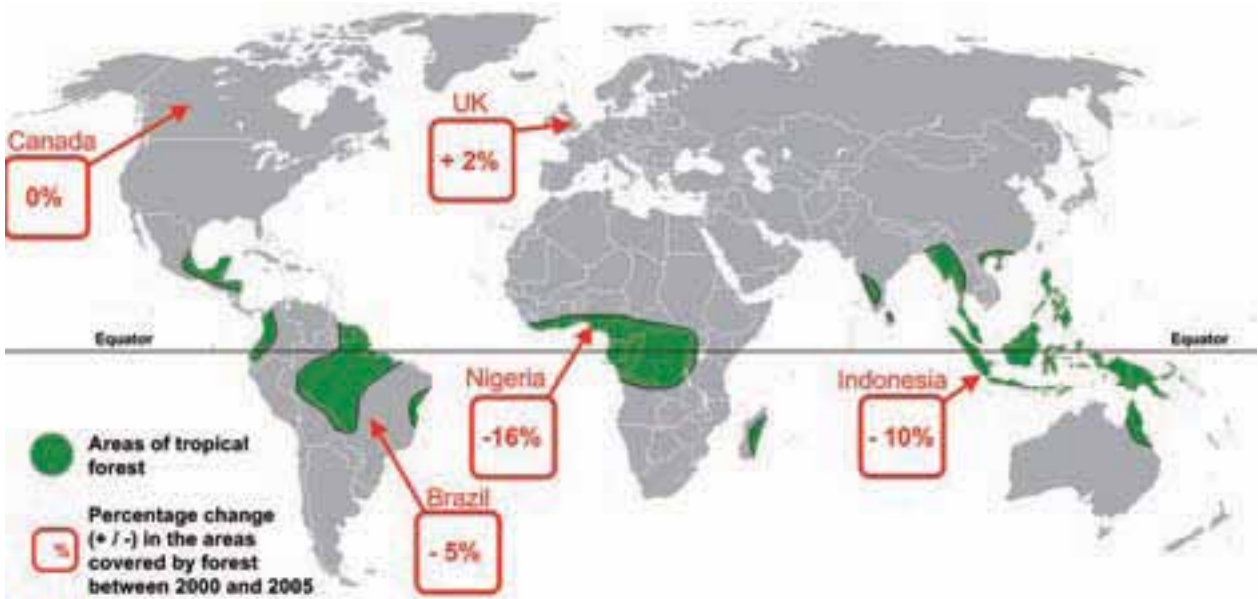 UK
+ 2%
Canada
0%
Equator
Equator
Nigeria
-16%
Indonesia
- 10%
Brazil
- 5%
Areas of tropical
forest
%
Percentage change
(+ / -) in the areas
covered by forest
between 2000 and 2005